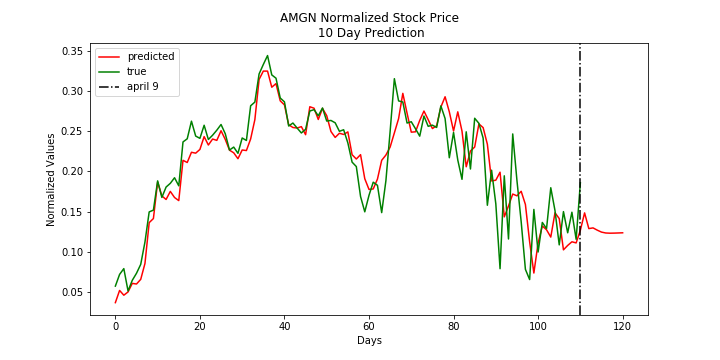 AMGN Normalized Stock Price
10 Day Prediction
predicted
true
april 9
Normalized Values
0.35
0.30
0.25
0.20
0.15
0.10
0.05
0
20
40
60
80
100
120
Days